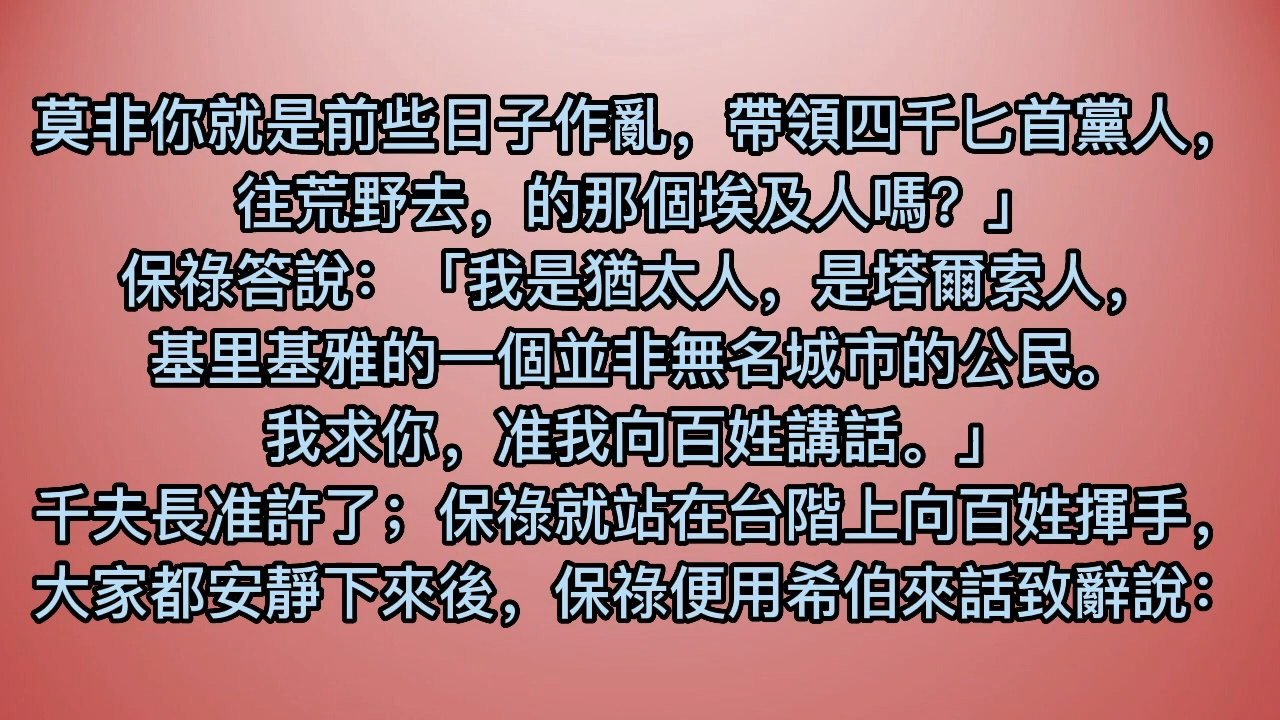 莫非你就是前些日子作亂，帶領四千匕首黨人，
往荒野去，的那個埃及人嗎？」
保祿答說：「我是猶太人，是塔爾索人，
基里基雅的一個並非無名城市的公民。
我求你，准我向百姓講話。」
千夫長准許了；保祿就站在台階上向百姓揮手，
大家都安靜下來後，保祿便用希伯來話致辭說：